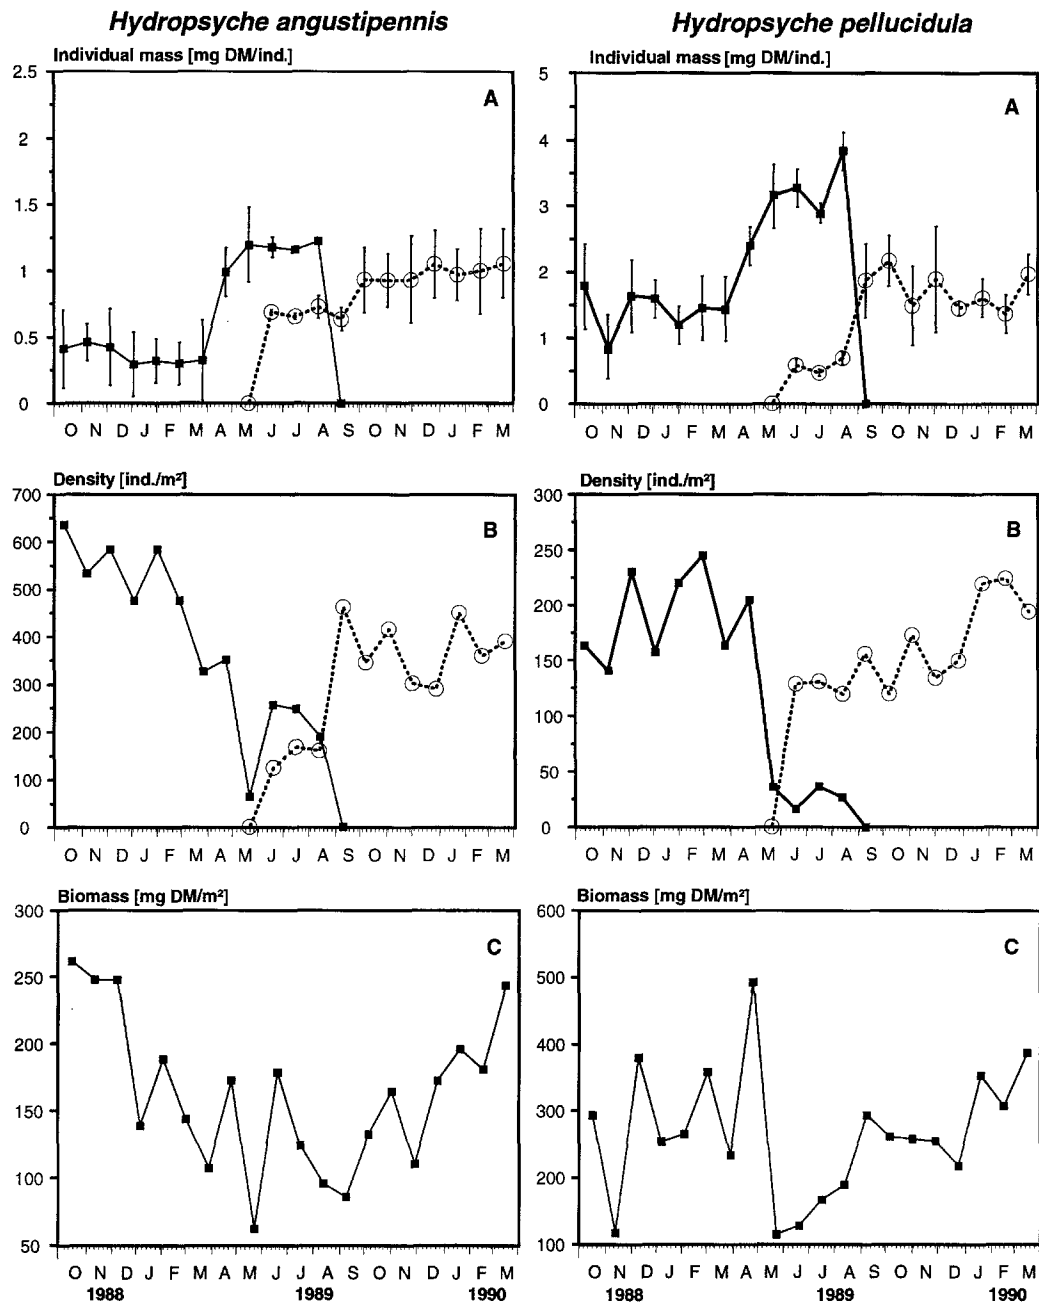 Hydropsyche angustipennis
Hydropsyche pellucidula
Individual mass [mg DM/ind.]
A
2.5
2
1.5
1
0.5
0
O N D J F M A M J J A S O N D J F M
Individual mass [mg DM/ind.]
A
5
4
3
2
1
0
O N D J F M A M J J A S O N D J F M
Density [ind./m²]
B
700
600
500
400
300
200
100
0
O N D J F M A M J J A S O N D J F M
Density [ind./m²]
B
300
250
200
150
100
50
0
O N D J F M A M J J A S O N D J F M
Biomass [mg DM/m²]
C
300
250
200
150
100
50
O N D J F M A M J J A S O N D J F M
1988 1989 1990
Biomass [mg DM/m²]
C
600
500
400
300
200
100
O N D J F M A M J J A S O N D J F M
1988 1989 1990